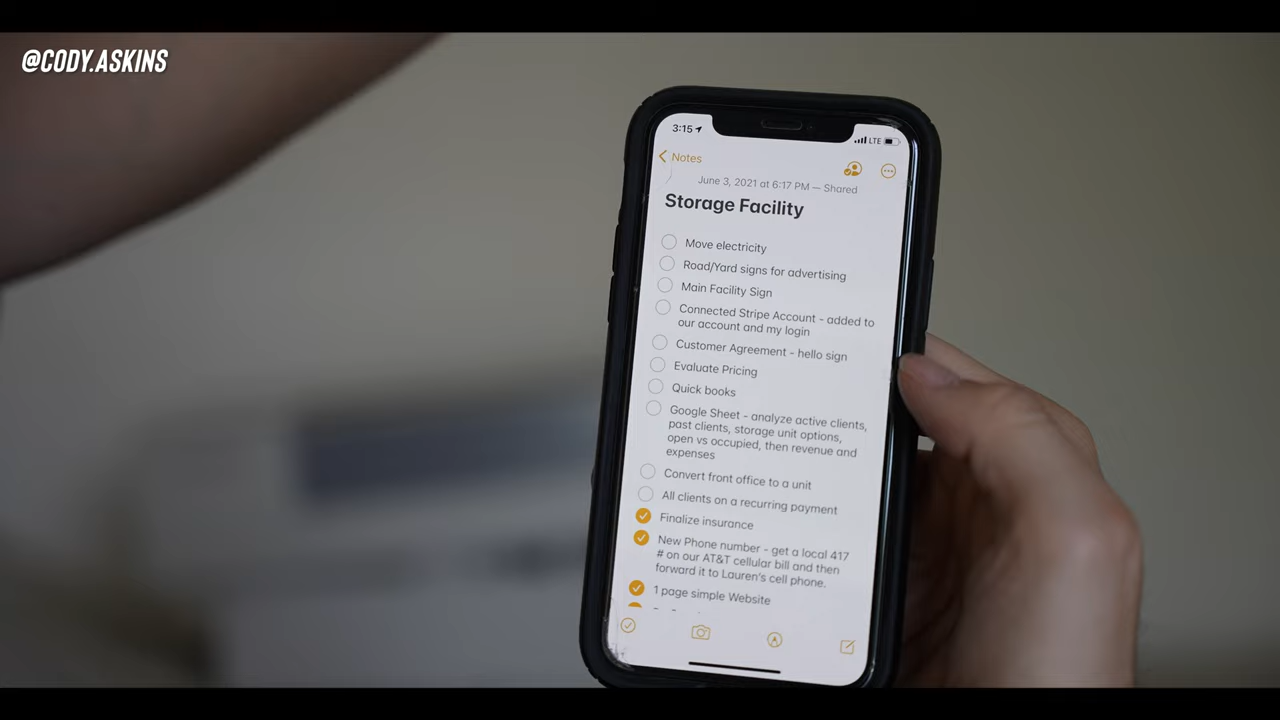 @CODY.ASKINS
3:15
LTE
Notes
June 3, 2021 at 6:17 PM — Shared
Storage Facility
Move electricity
Road/Yard signs for advertising
Main Facility Sign
Connected Stripe Account - added to
our account and my login
Customer Agreement - hello sign
Evaluate Pricing
Quick books
Google Sheet - analyze active clients,
past clients, storage unit options,
open vs occupied, then revenue and
expenses
Convert front office to a unit
All clients on a recurring payment
Finalize insurance
New Phone number - get a local 417
# on our AT&T cellular bill and then
forward it to Lauren's cell phone.
1 page simple Website